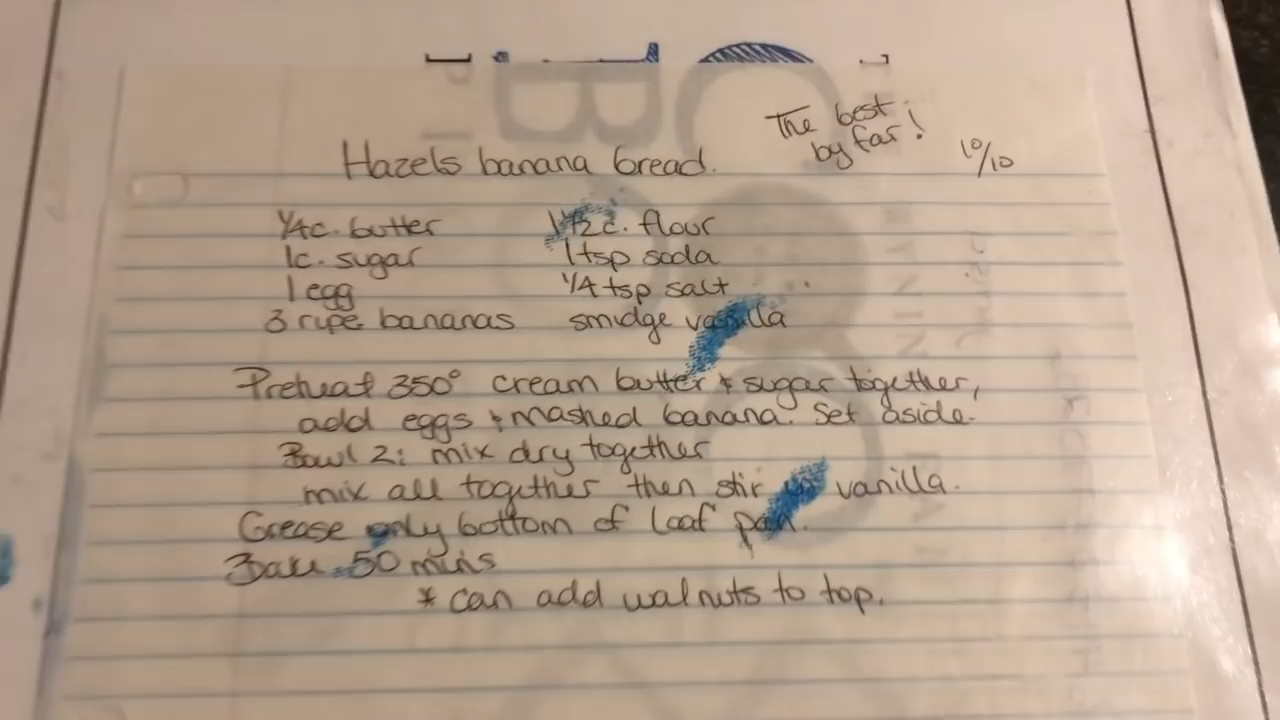 The best
by far!
10/10
Hazels banana bread.
1/4c. butter 1 1/2c. flour
1c. sugar 1 tsp soda
1 egg 1/4 tsp salt
3 ripe bananas smidge vanilla
Preheat 350° cream butter & sugar together,
add eggs & mashed banana. Set aside.
Bowl 2: mix dry together
mix all together then stir in vanilla.
Grease only bottom of loaf pan.
Bake 50 mins
* can add walnuts to top.